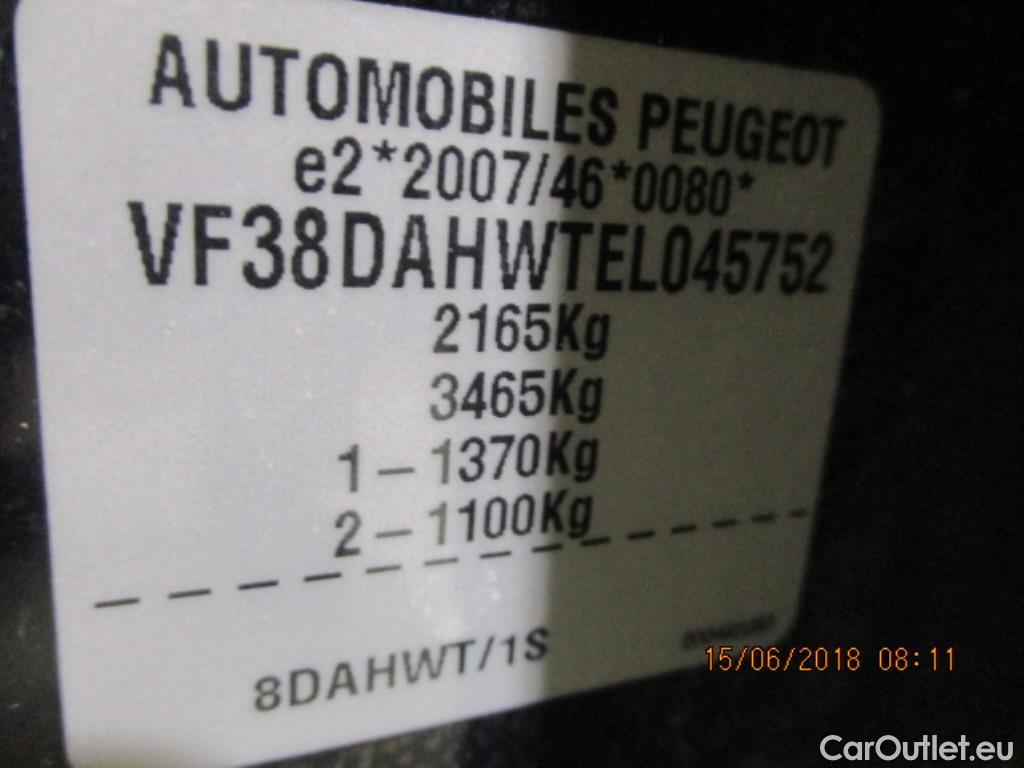 AUTOMOBILES PEUGEOT
e2*2007/46*0080*
VF38DAHWTEL045752
2165Kg
3465Kg
1-1370Kg
2-1100Kg
8DAHWT/1S
15/06/2018 08:11
CarOutlet.eu